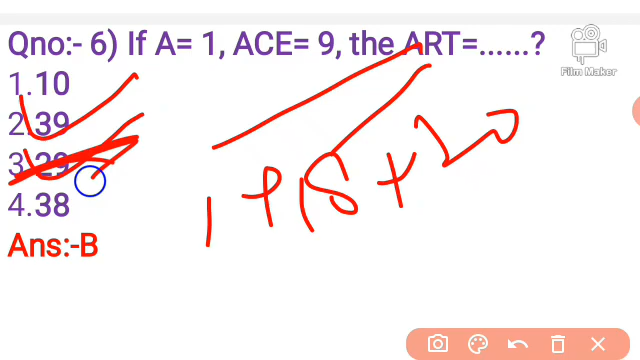 Qno:- 6) If A= 1, ACE= 9, the ART=......?
Film Maker
1.10
2.39
3.29
4.38
1+18+20
Ans:-B